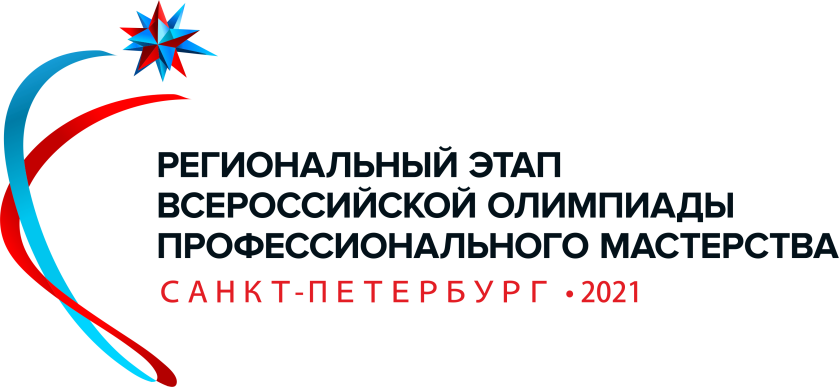 РЕГИОНАЛЬНЫЙ ЭТАП
ВСЕРОССИЙСКОЙ ОЛИМПИАДЫ
ПРОФЕССИОНАЛЬНОГО МАСТЕРСТВА
САНКТ-ПЕТЕРБУРГ • 2021